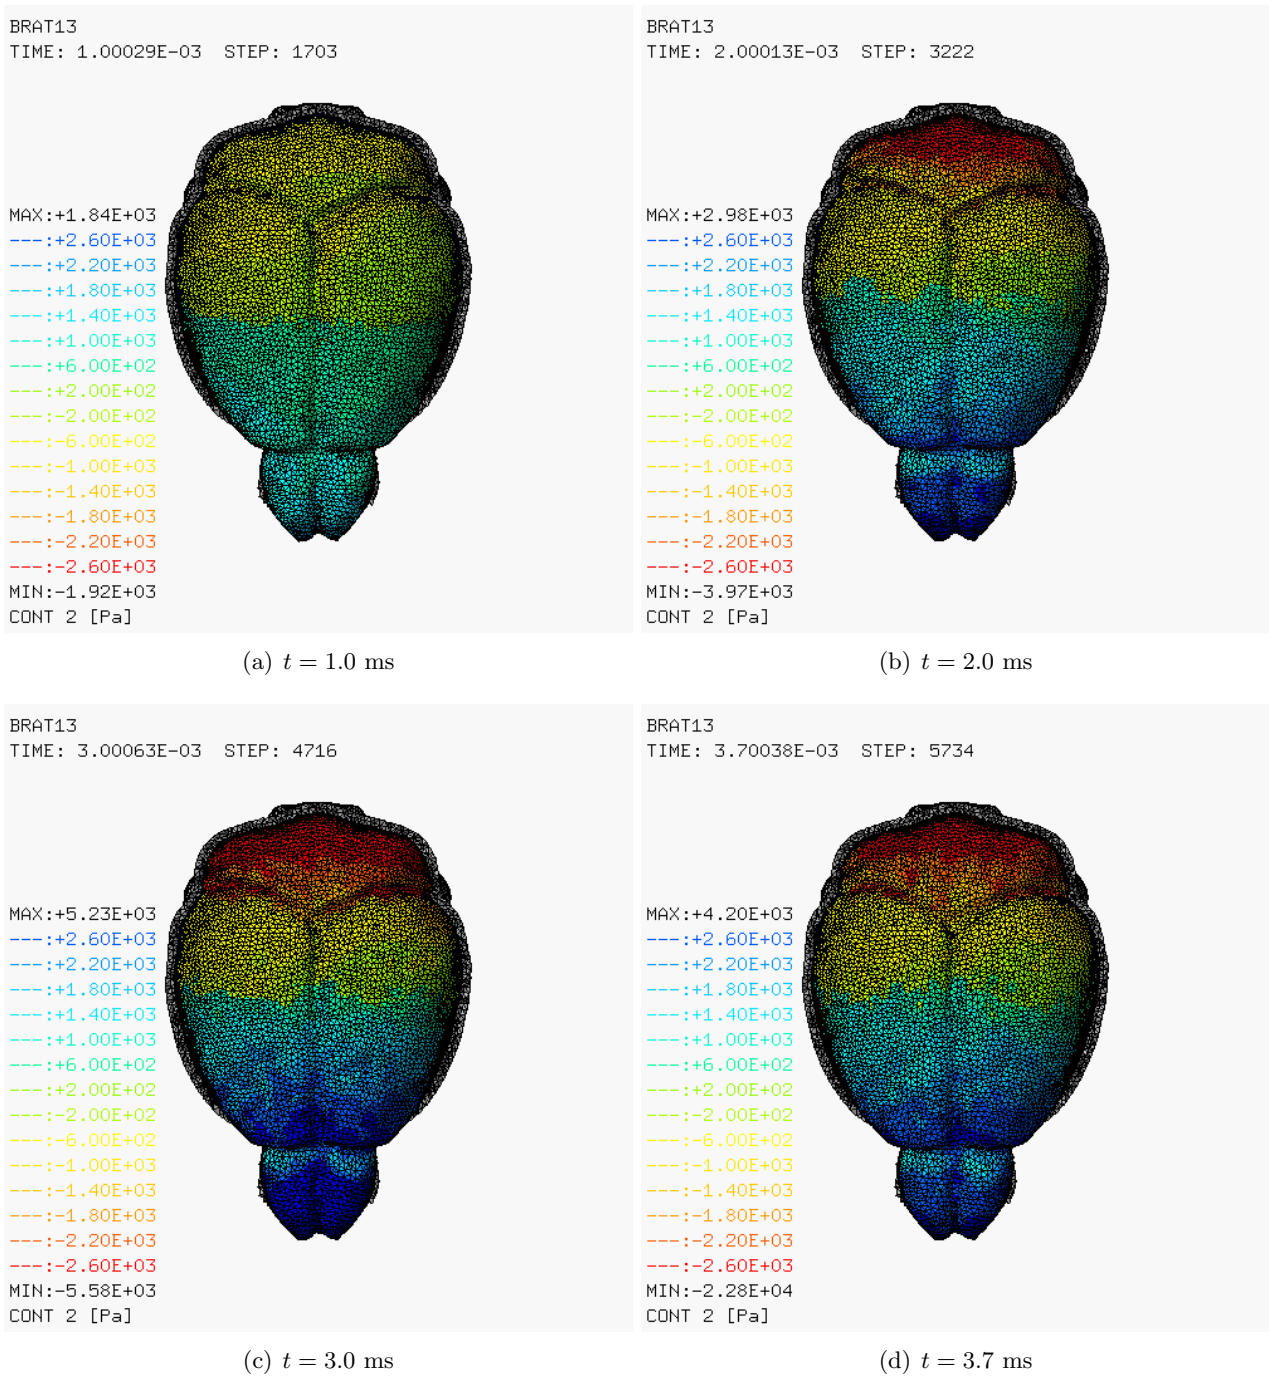 BRAT13
TIME: 1.00029E-03 STEP: 1703
MAX:+1.84E+03
---:+2.60E+03
---:+2.20E+03
---:+1.80E+03
---:+1.40E+03
---:+1.00E+03
---:+6.00E+02
---:+2.00E+02
---:-2.00E+02
---:-6.00E+02
---:-1.00E+03
---:-1.40E+03
---:-1.80E+03
---:-2.20E+03
---:-2.60E+03
MIN:-1.92E+03
CONT 2 [Pa]
(a) t = 1.0 ms
BRAT13
TIME: 2.00013E-03 STEP: 3222
MAX:+2.98E+03
---:+2.60E+03
---:+2.20E+03
---:+1.80E+03
---:+1.40E+03
---:+1.00E+03
---:+6.00E+02
---:+2.00E+02
---:-2.00E+02
---:-6.00E+02
---:-1.00E+03
---:-1.40E+03
---:-1.80E+03
---:-2.20E+03
---:-2.60E+03
MIN:-3.97E+03
CONT 2 [Pa]
(b) t = 2.0 ms
BRAT13
TIME: 3.00063E-03 STEP: 4716
MAX:+5.23E+03
---:+2.60E+03
---:+2.20E+03
---:+1.80E+03
---:+1.40E+03
---:+1.00E+03
---:+6.00E+02
---:+2.00E+02
---:-2.00E+02
---:-6.00E+02
---:-1.00E+03
---:-1.40E+03
---:-1.80E+03
---:-2.20E+03
---:-2.60E+03
MIN:-5.58E+03
CONT 2 [Pa]
(c) t = 3.0 ms
BRAT13
TIME: 3.70038E-03 STEP: 5734
MAX:+4.20E+03
---:+2.60E+03
---:+2.20E+03
---:+1.80E+03
---:+1.40E+03
---:+1.00E+03
---:+6.00E+02
---:+2.00E+02
---:-2.00E+02
---:-6.00E+02
---:-1.00E+03
---:-1.40E+03
---:-1.80E+03
---:-2.20E+03
---:-2.60E+03
MIN:-2.28E+04
CONT 2 [Pa]
(d) t = 3.7 ms